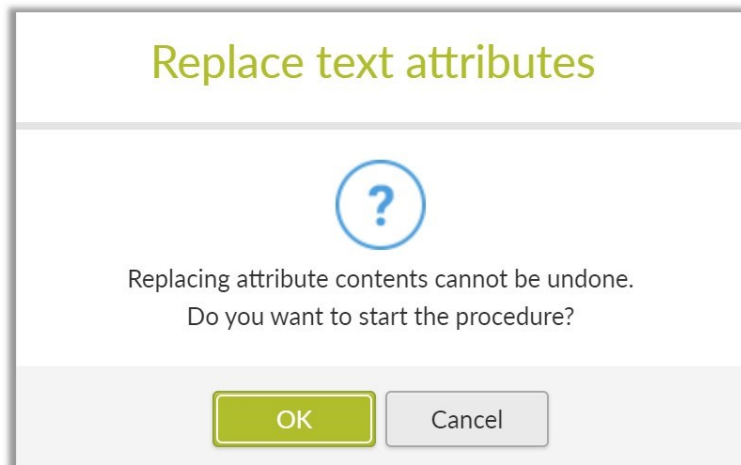 Replace text attributes
?
Replacing attribute contents cannot be undone.
Do you want to start the procedure?
OK
Cancel